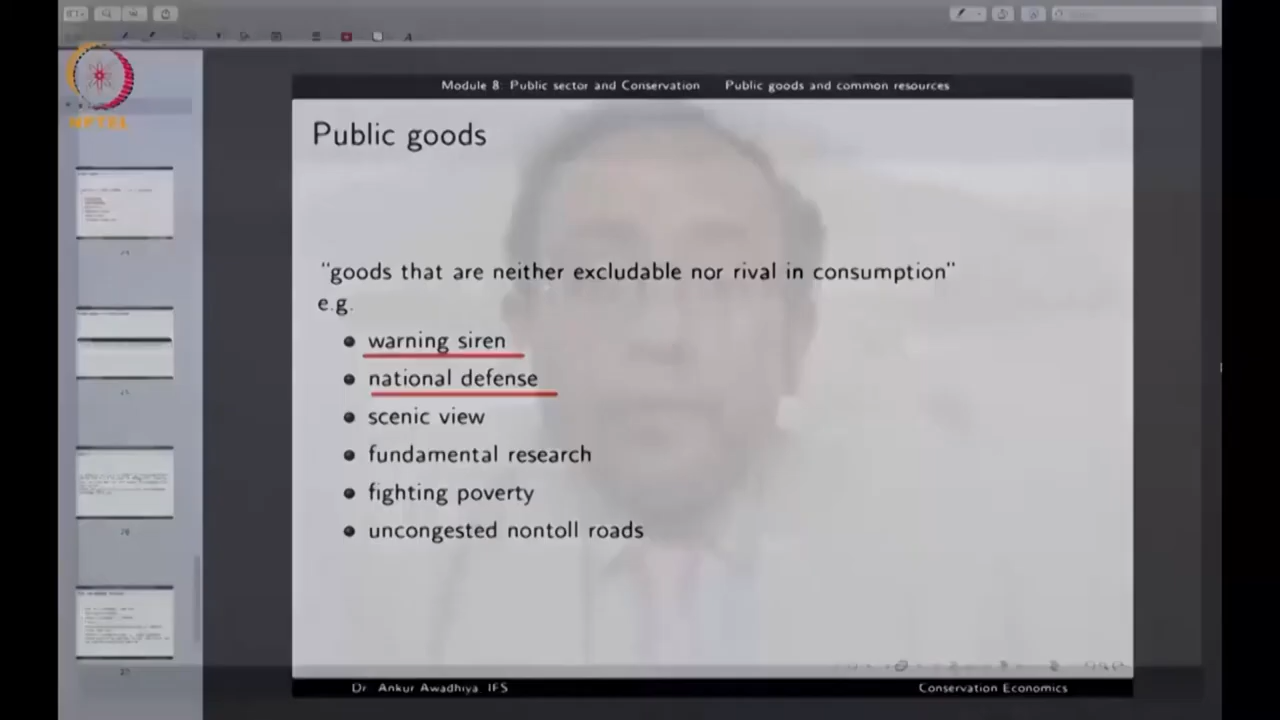 Module 8: Public sector and Conservation Public goods and common resources
NPTEL
Public goods
"goods that are neither excludable nor rival in consumption"
e.g.
warning siren
national defense
scenic view
fundamental research
fighting poverty
uncongested nontoll roads
Dr. Ankur Awadhiya, IFS Conservation Economics